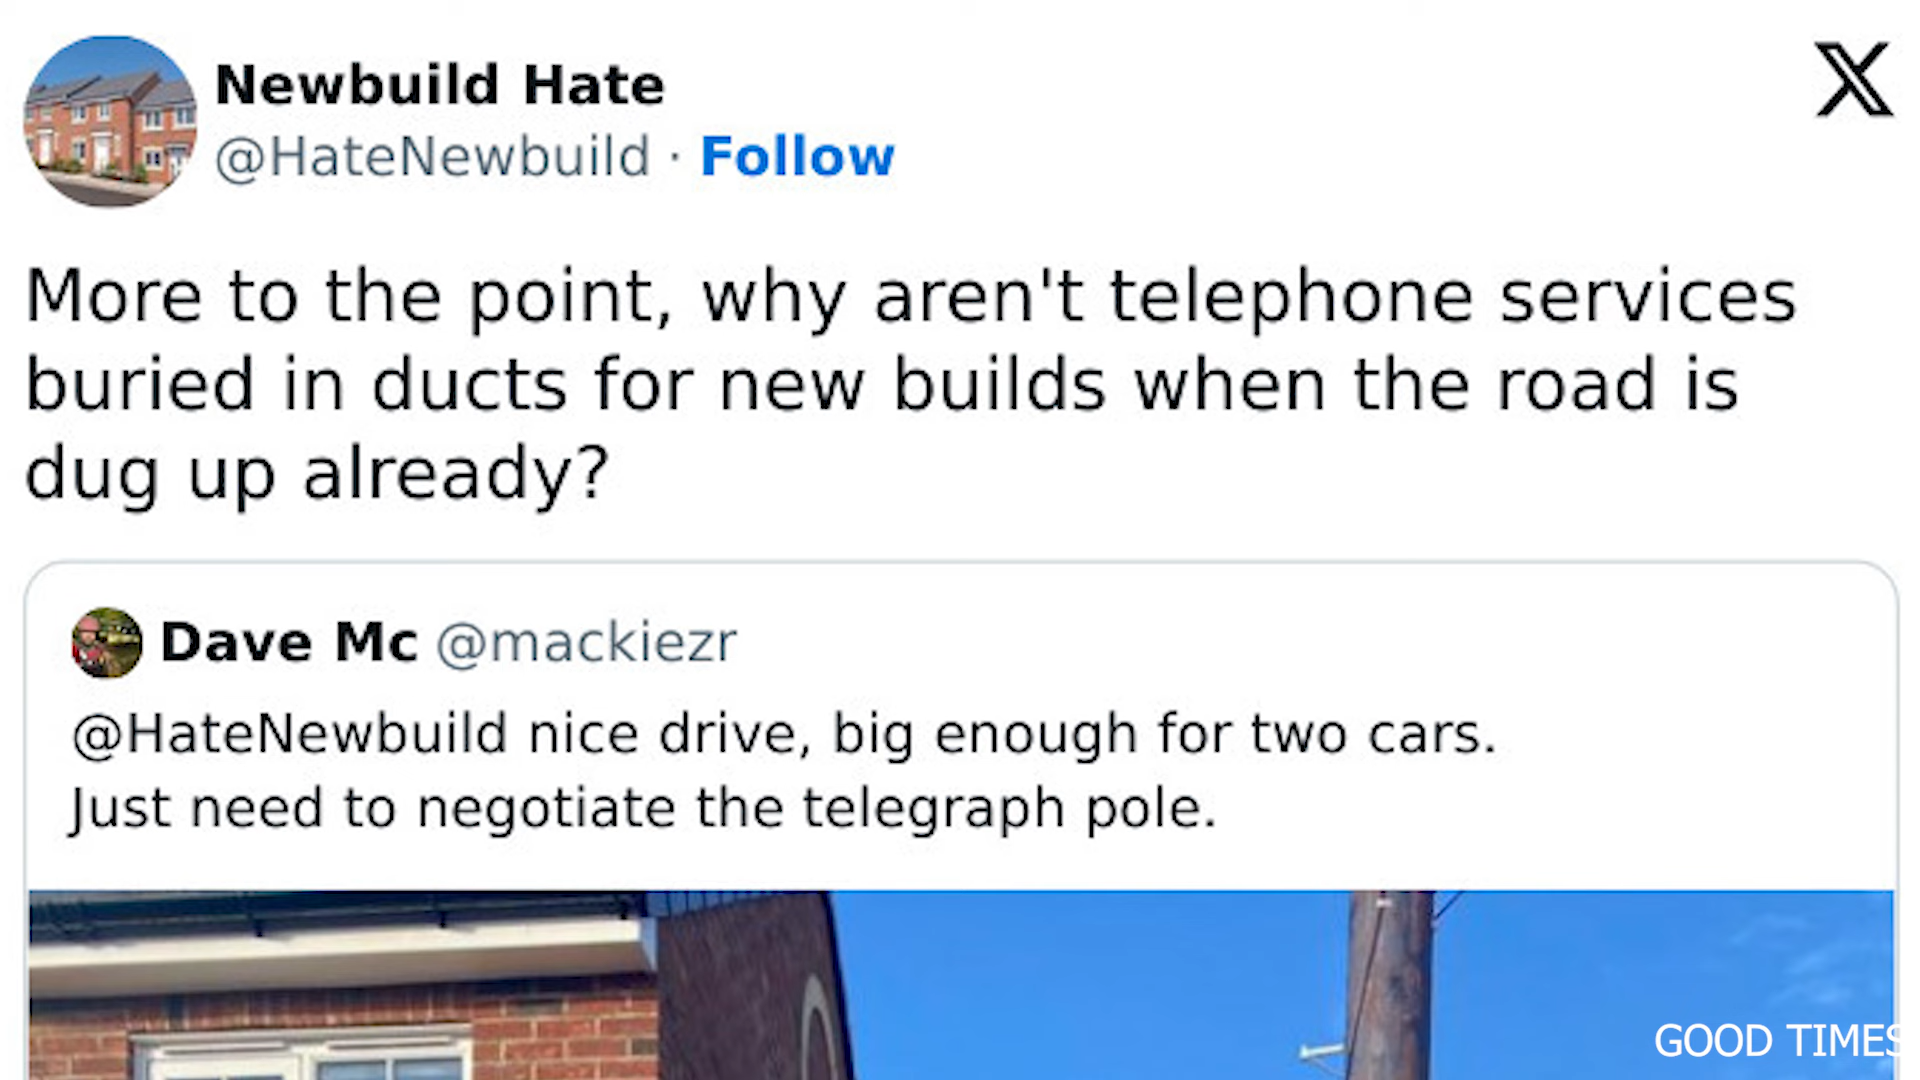 Newbuild Hate
@HateNewbuild · Follow
More to the point, why aren't telephone services
buried in ducts for new builds when the road is
dug up already?
Dave Mc @mackiezr
@HateNewbuild nice drive, big enough for two cars.
Just need to negotiate the telegraph pole.
GOOD TIMES